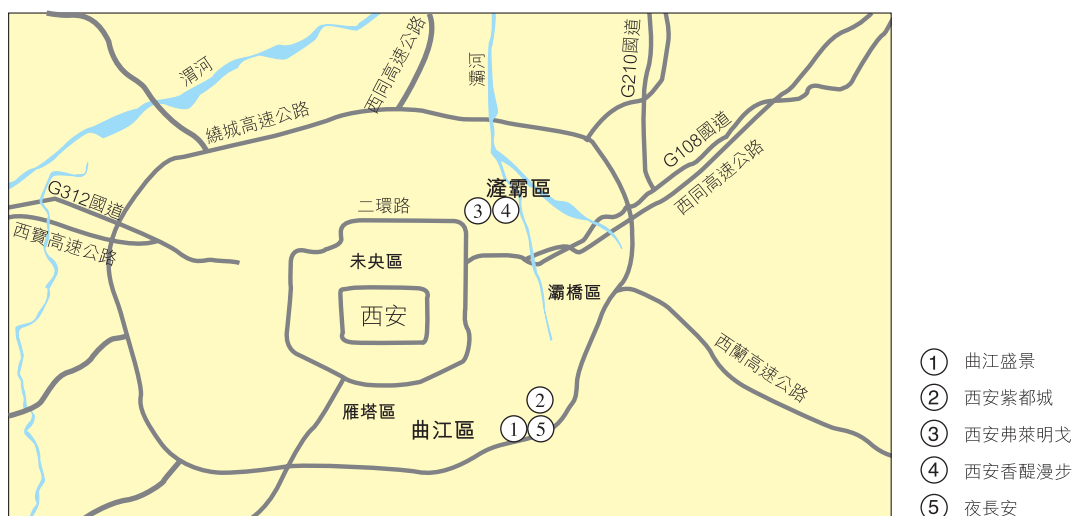 渭河
西同高速公路
灞河
G210國道
繞城高速公路
G108國道
西同高速公路
滻霸區
③ ④
G312國道
二環路
西寶高速公路
未央區
灞橋區
西安
西蘭高速公路
②
雁塔區
曲江區
① ⑤
① 曲江盛景
② 西安紫都城
③ 西安弗萊明戈
④ 西安香醍漫步
⑤ 夜長安